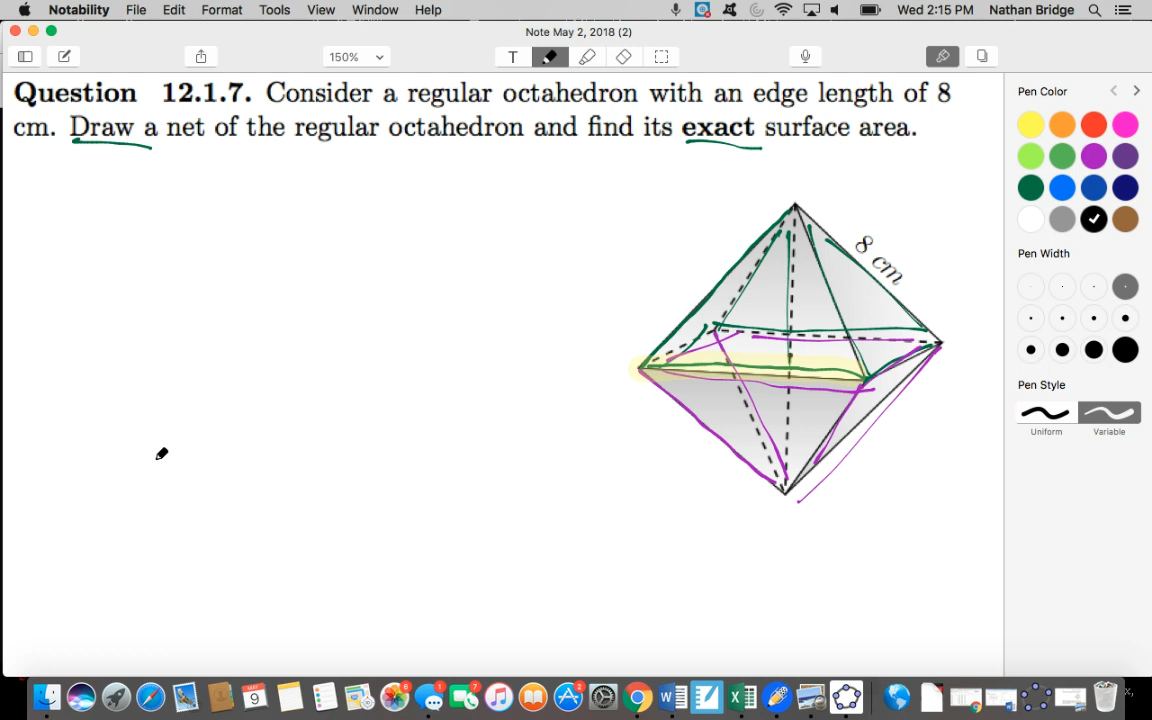 Notability File Edit Format Tools View Window Help Wed 2:15 PM Nathan Bridge
Note May 2, 2018 (2)
150% T
Question 12.1.7. Consider a regular octahedron with an edge length of 8
cm. Draw a net of the regular octahedron and find its exact surface area.
8 cm
Pen Color
Pen Width
Pen Style
Uniform Variable